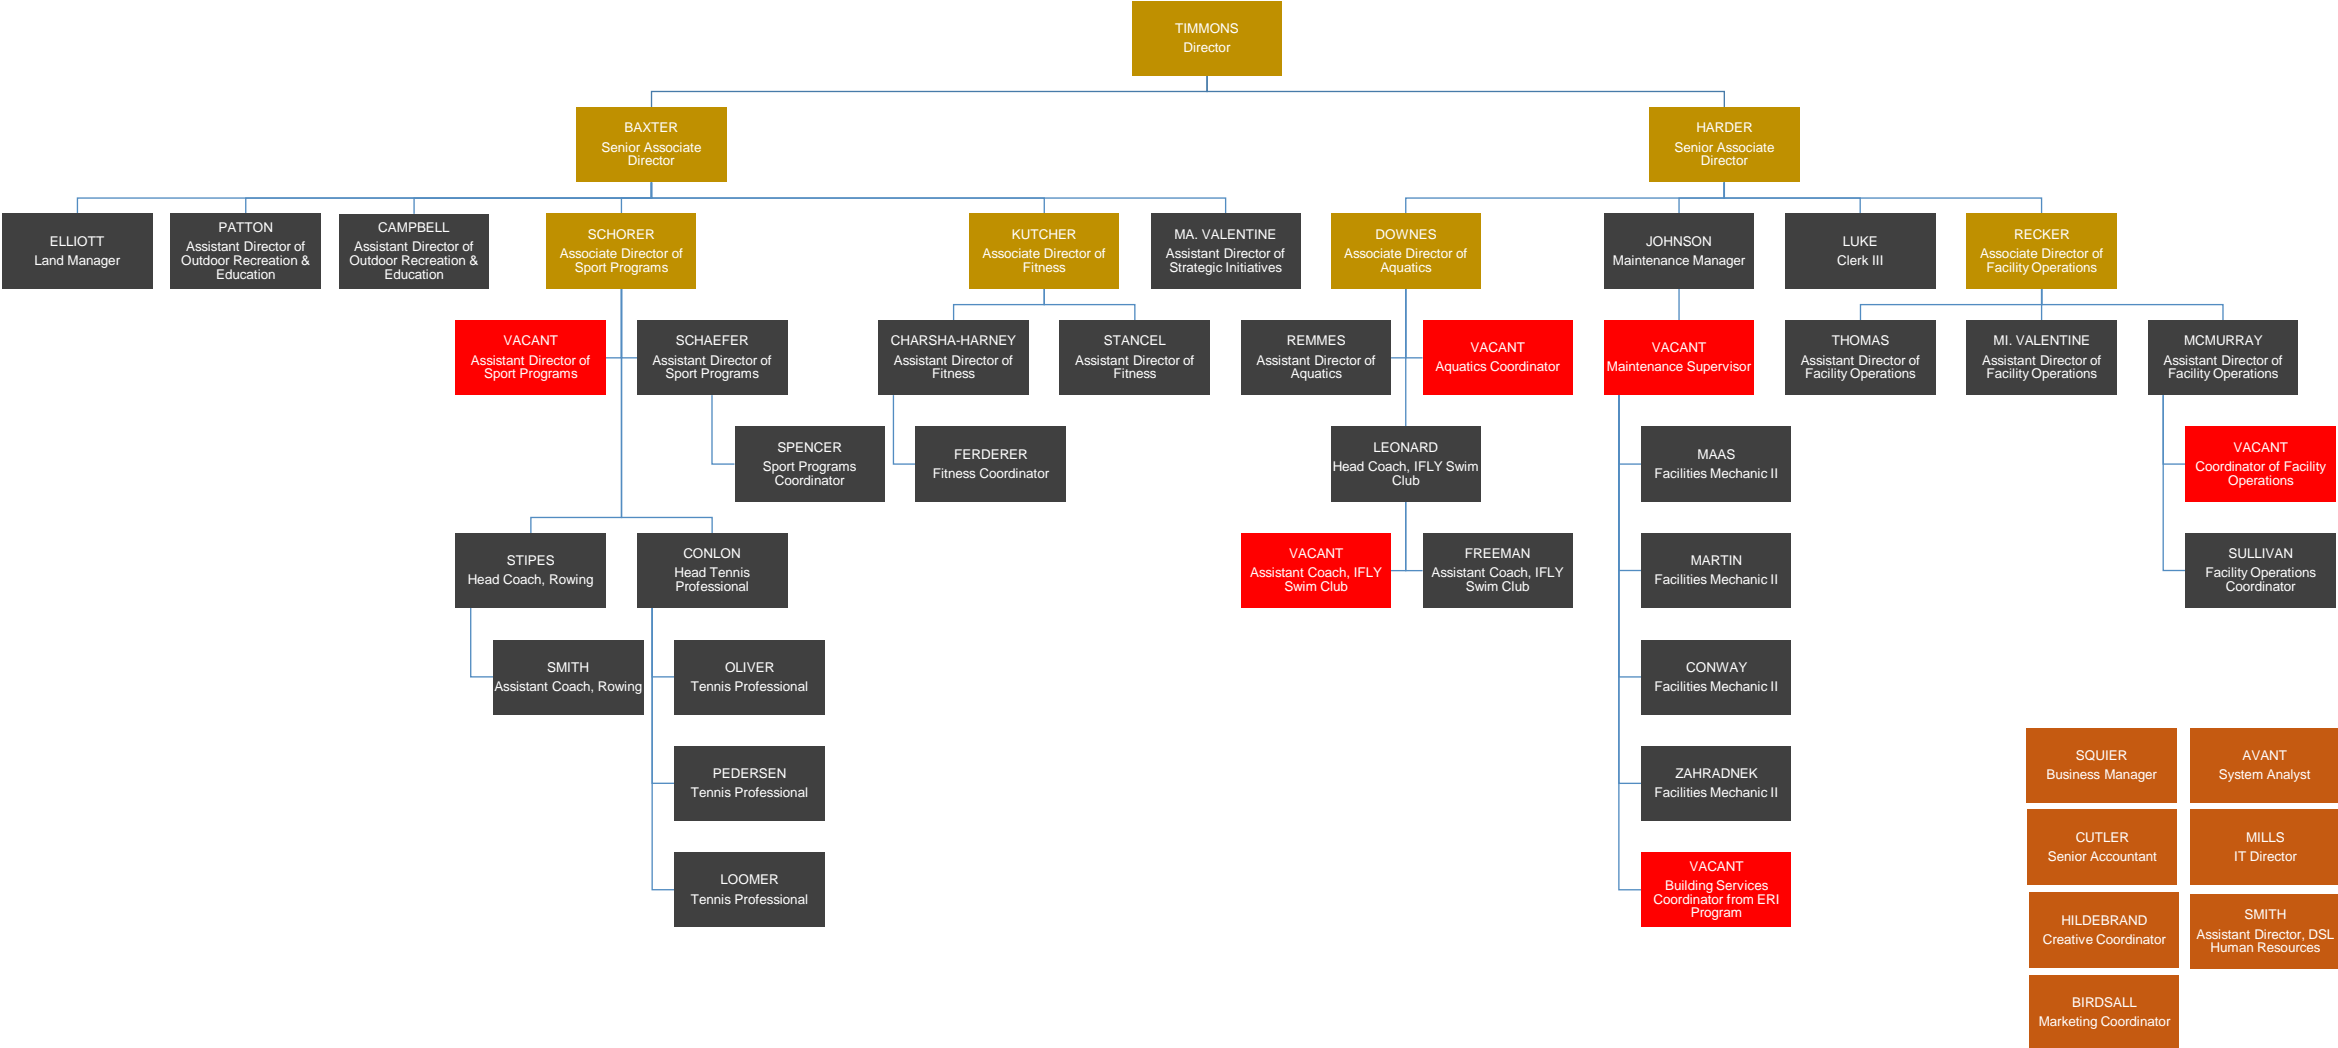 TIMMONS
Director
BAXTER
Senior Associate
Director
HARDER
Senior Associate
Director
ELLIOTT
Land Manager
PATTON
Assistant Director of
Outdoor Recreation &
Education
CAMPBELL
Assistant Director of
Outdoor Recreation &
Education
SCHORER
Associate Director of
Sport Programs
KUTCHER
Associate Director of
Fitness
MA. VALENTINE
Assistant Director of
Strategic Initiatives
DOWNES
Associate Director of
Aquatics
JOHNSON
Maintenance Manager
LUKE
Clerk III
RECKER
Associate Director of
Facility Operations
VACANT
Assistant Director of
Sport Programs
SCHAEFER
Assistant Director of
Sport Programs
CHARSHA-HARNEY
Assistant Director of
Fitness
STANCEL
Assistant Director of
Fitness
REMMES
Assistant Director of
Aquatics
VACANT
Aquatics Coordinator
VACANT
Maintenance Supervisor
THOMAS
Assistant Director of
Facility Operations
MI. VALENTINE
Assistant Director of
Facility Operations
MCMURRAY
Assistant Director of
Facility Operations
SPENCER
Sport Programs
Coordinator
FERDERER
Fitness Coordinator
LEONARD
Head Coach, IFLY Swim
Club
MAAS
Facilities Mechanic II
VACANT
Coordinator of Facility
Operations
STIPES
Head Coach, Rowing
CONLON
Head Tennis
Professional
VACANT
Assistant Coach, IFLY
Swim Club
FREEMAN
Assistant Coach, IFLY
Swim Club
MARTIN
Facilities Mechanic II
SULLIVAN
Facility Operations
Coordinator
SMITH
Assistant Coach, Rowing
OLIVER
Tennis Professional
CONWAY
Facilities Mechanic II
PEDERSEN
Tennis Professional
ZAHRADNEK
Facilities Mechanic II
SQUIER
Business Manager
AVANT
System Analyst
LOOMER
Tennis Professional
VACANT
Building Services
Coordinator from ERI
Program
CUTLER
Senior Accountant
MILLS
IT Director
HILDEBRAND
Creative Coordinator
SMITH
Assistant Director, DSL
Human Resources
BIRDSALL
Marketing Coordinator